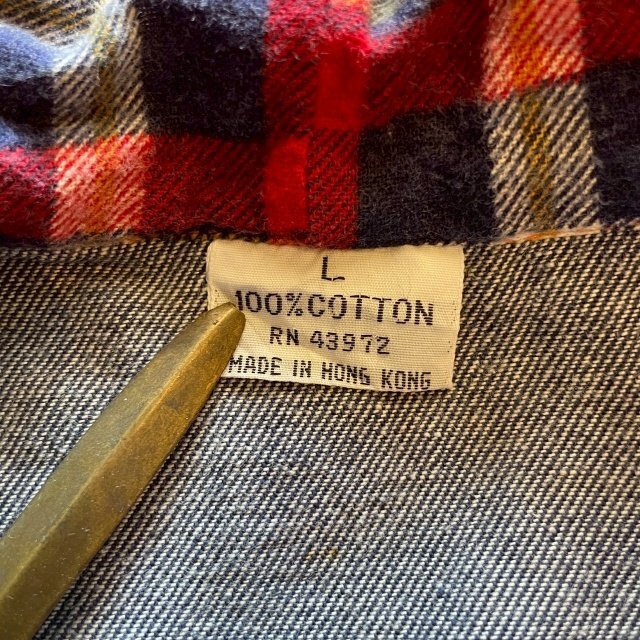 L
100% COTTON
RN 43972
MADE IN HONG KONG